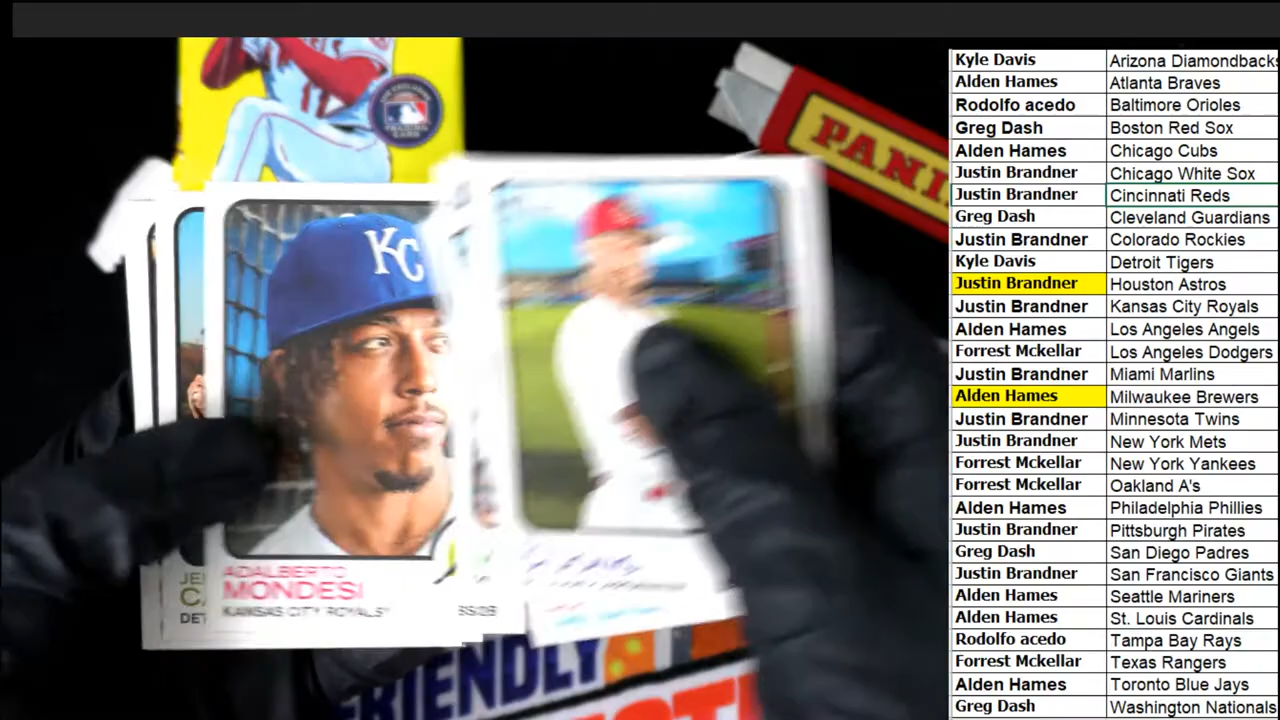 PANI
ADALBERTO
MONDESI
KANSAS CITY ROYALS
SS-28
JE
CA
DET
FRIENDLY
Kyle Davis Arizona Diamondbacks
Alden Hames Atlanta Braves
Rodolfo acedo Baltimore Orioles
Greg Dash Boston Red Sox
Alden Hames Chicago Cubs
Justin Brandner Chicago White Sox
Justin Brandner Cincinnati Reds
Greg Dash Cleveland Guardians
Justin Brandner Colorado Rockies
Kyle Davis Detroit Tigers
Justin Brandner Houston Astros
Justin Brandner Kansas City Royals
Alden Hames Los Angeles Angels
Forrest Mckellar Los Angeles Dodgers
Justin Brandner Miami Marlins
Alden Hames Milwaukee Brewers
Justin Brandner Minnesota Twins
Justin Brandner New York Mets
Forrest Mckellar New York Yankees
Forrest Mckellar Oakland A's
Alden Hames Philadelphia Phillies
Justin Brandner Pittsburgh Pirates
Greg Dash San Diego Padres
Justin Brandner San Francisco Giants
Alden Hames Seattle Mariners
Alden Hames St. Louis Cardinals
Rodolfo acedo Tampa Bay Rays
Forrest Mckellar Texas Rangers
Alden Hames Toronto Blue Jays
Greg Dash Washington Nationals